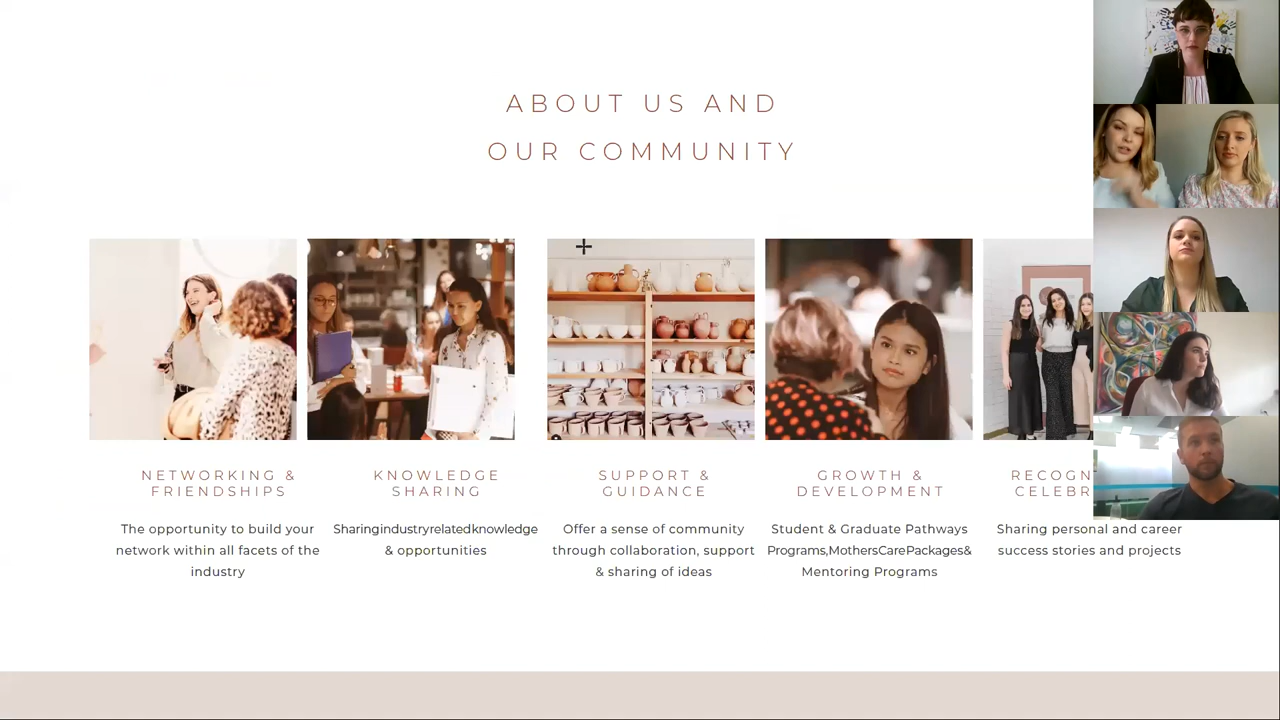 ABOUT US AND
OUR COMMUNITY
NETWORKING &
FRIENDSHIPS
The opportunity to build your
network within all facets of the
industry
KNOWLEDGE
SHARING
Sharingindustryrelatedknowledge
& opportunities
SUPPORT &
GUIDANCE
Offer a sense of community
through collaboration, support
& sharing of ideas
GROWTH &
DEVELOPMENT
Student & Graduate Pathways
Programs,MothersCarePackages&
Mentoring Programs
RECOGN
CELEBR
Sharing personal and career
success stories and projects